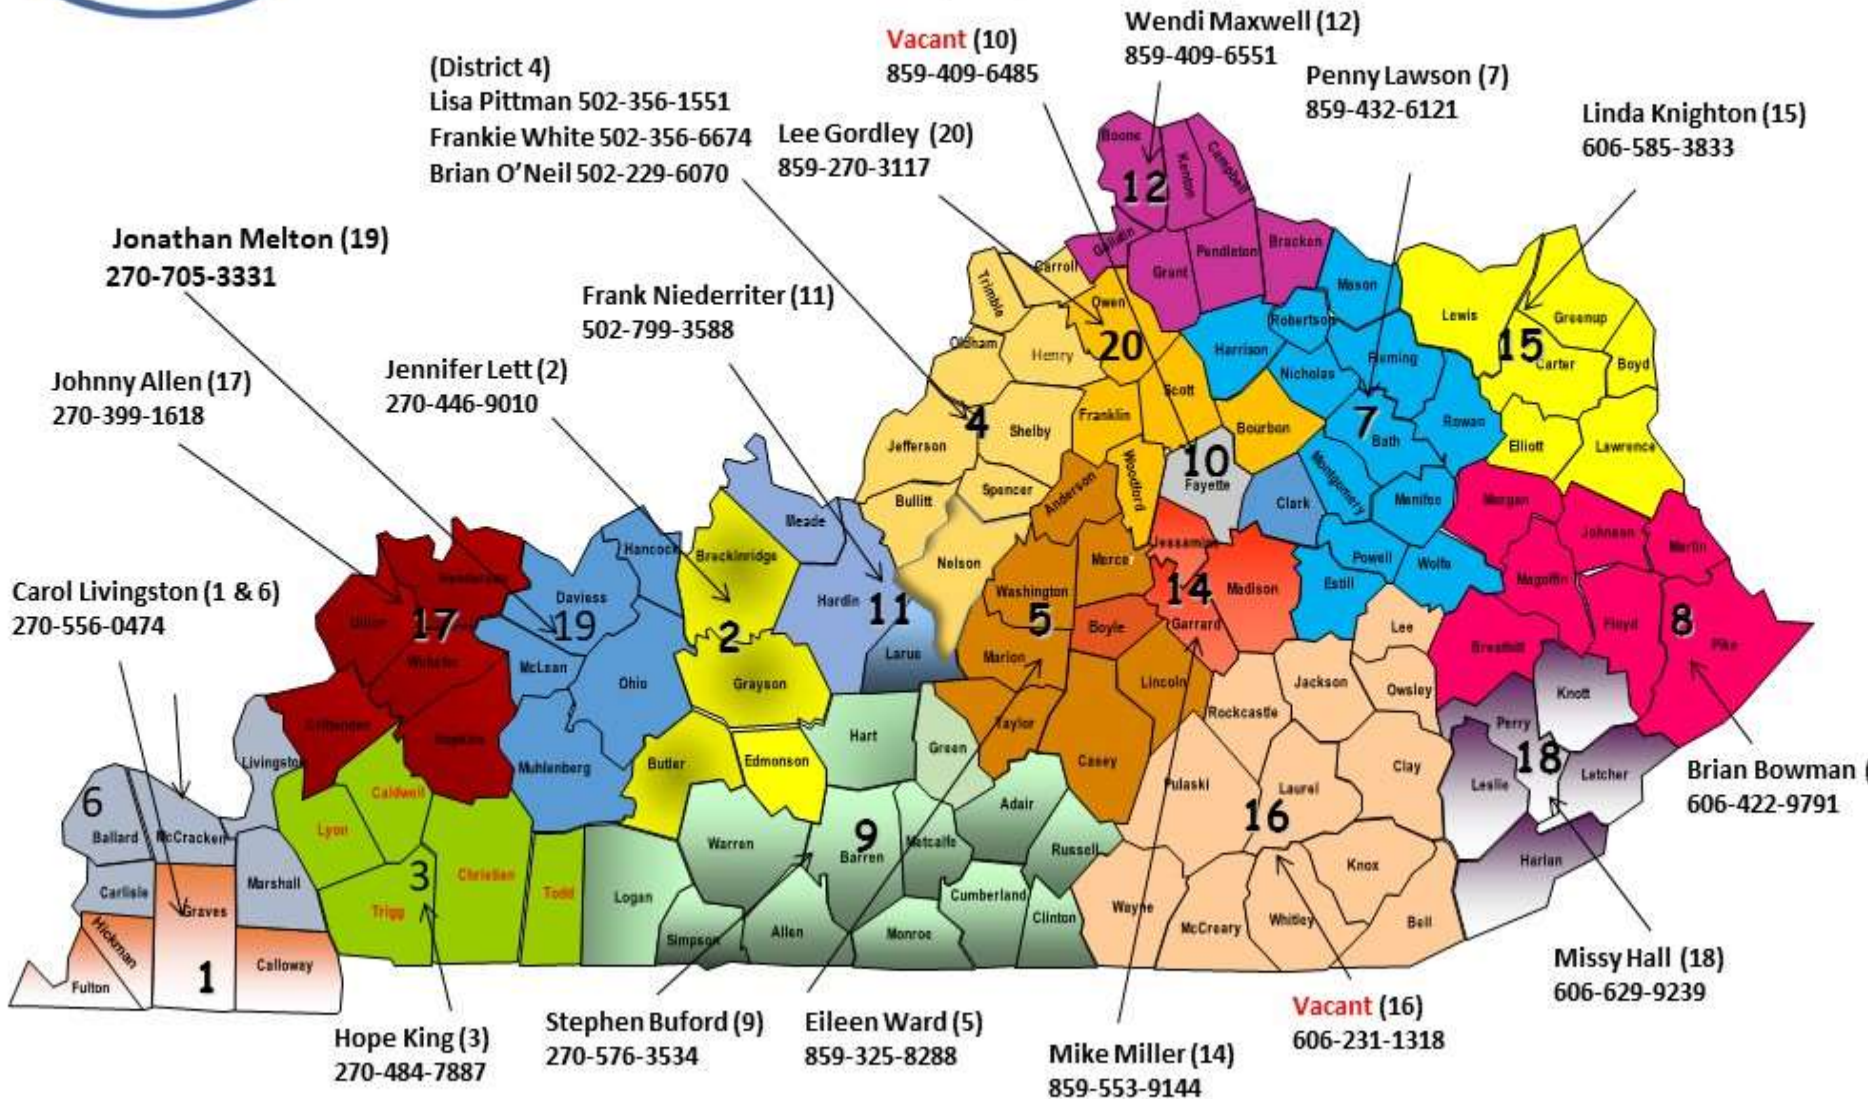 Wendi Maxwell (12)
859-409-6551
Vacant (10)
859-409-6485
(District 4)
Lisa Pittman 502-356-1551
Frankie White 502-356-6674
Brian O’Neil 502-229-6070
Penny Lawson (7)
859-432-6121
Linda Knighton (15)
606-585-3833
Lee Gordley (20)
859-270-3117
Jonathan Melton (19)
270-705-3331
Frank Niederriter (11)
502-799-3588
Jennifer Lett (2)
270-446-9010
Johnny Allen (17)
270-399-1618
Carol Livingston (1 & 6)
270-556-0474
Boone
Kenton
Campbell
12
Gallatin
Grant
Pendleton
Bracken
Carroll
Trimble
Owen
20
Oldham
Henry
Scott
Franklin
Woodford
Bourbon
Mason
Robertson
Harrison
Nicholas
Fleming
7
Bath
Rowan
Montgomery
Menifee
Clark
Powell
Estill
Wolfe
Lewis
15
Greenup
Carter
Boyd
Elliott
Lawrence
4
Jefferson
Shelby
Bullitt
Spencer
Nelson
10
Fayette
Anderson
Mercer
Washington
5
Marion
Boyle
Lincoln
Taylor
Casey
Jessamine
14
Madison
Garrard
Morgan
Johnson
Martin
Magoffin
Floyd
8
Pike
Breathitt
Knott
Perry
18
Leslie
Letcher
Harlan
Lee
Jackson
Owsley
Rockcastle
Pulaski
Laurel
Clay
16
Knox
Wayne
McCreary
Whitley
Bell
Meade
Hardin
11
Larue
Breckinridge
2
Grayson
Butler
Edmonson
Hancock
Daviess
19
McLean
Ohio
Muhlenberg
Henderson
Union
17
Webster
Crittenden
Hopkins
Hart
Green
Adair
Warren
9
Barren
Metcalfe
Russell
Logan
Simpson
Allen
Monroe
Cumberland
Clinton
Caldwell
Lyon
3
Christian
Todd
Trigg
Livingston
6
Ballard
McCracken
Carlisle
Marshall
Graves
Hickman
Fulton
1
Calloway
Brian Bowman (
606-422-9791
Missy Hall (18)
606-629-9239
Vacant (16)
606-231-1318
Mike Miller (14)
859-553-9144
Eileen Ward (5)
859-325-8288
Stephen Buford (9)
270-576-3534
Hope King (3)
270-484-7887